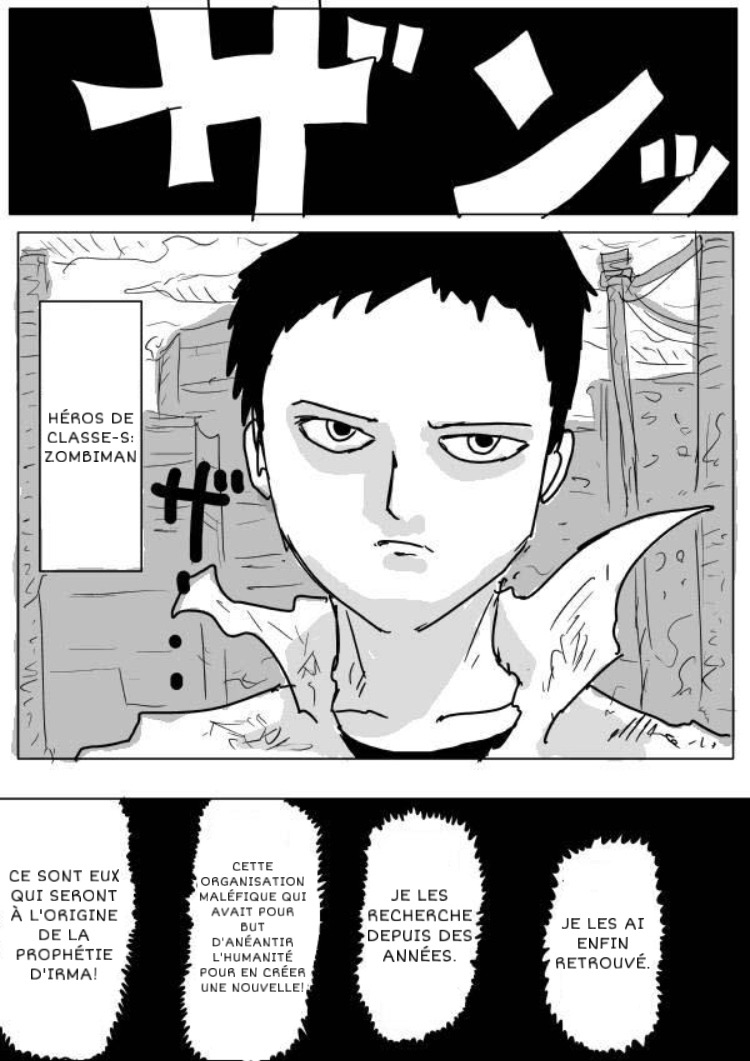 ザンッ
HÉROS DE
CLASSE-S:
ZOMBIMAN
ザ...
JE LES AI
ENFIN
RETROUVÉ.
JE LES
RECHERCHE
DEPUIS DES
ANNÉES.
CETTE
ORGANISATION
MALÉFIQUE QUI
AVAIT POUR
BUT
D'ANÉANTIR
L'HUMANITÉ
POUR EN CRÉER
UNE NOUVELLE!
CE SONT EUX
QUI SERONT
À L'ORIGINE
DE LA
PROPHÉTIE
D'IRMA!